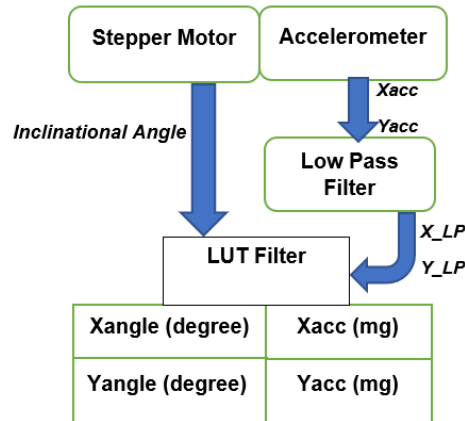 Stepper Motor
Accelerometer
Xacc
Inclinational Angle
Yacc
Low Pass
Filter
X_LP
LUT Filter
Y_LP
Xangle (degree)
Xacc (mg)
Yangle (degree)
Yacc (mg)